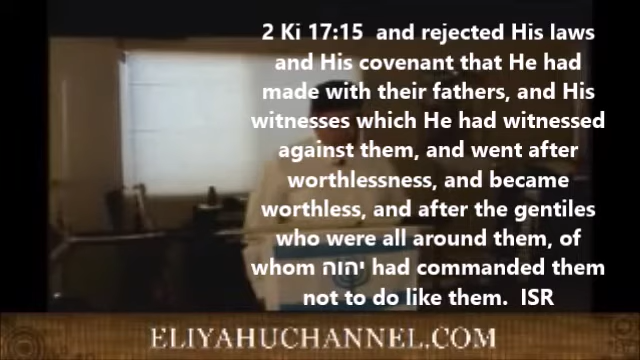 2 Ki 17:15  and rejected His laws
and His covenant that He had
made with their fathers, and His
witnesses which He had witnessed
against them, and went after
worthlessness, and became
worthless, and after the gentiles
who were all around them, of
whom יהוה had commanded them
not to do like them.  ISR
ELIYAHUCHANNEL.COM